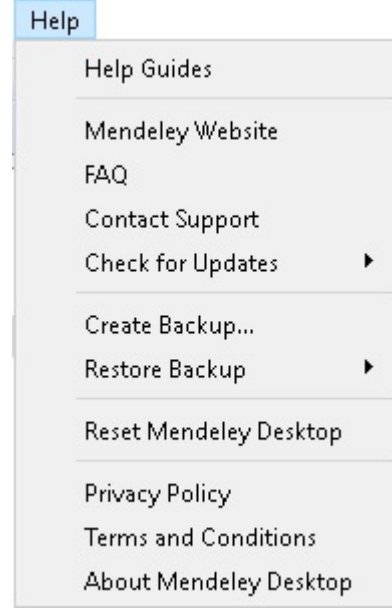 Help
Help Guides
Mendeley Website
FAQ
Contact Support
Check for Updates
Create Backup...
Restore Backup
Reset Mendeley Desktop
Privacy Policy
Terms and Conditions
About Mendeley Desktop